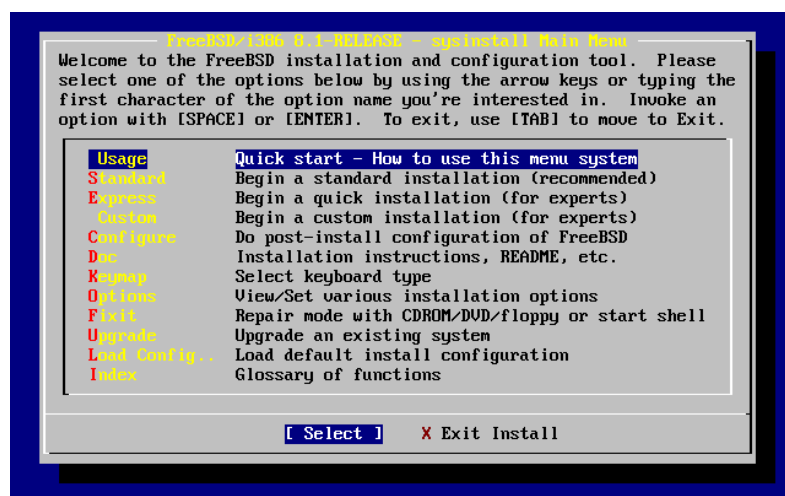 FreeBSD/i386 8.1-RELEASE - sysinstall Main Menu
Welcome to the FreeBSD installation and configuration tool.  Please
select one of the options below by using the arrow keys or typing the
first character of the option name you're interested in.  Invoke an
option with [SPACE] or [ENTER].  To exit, use [TAB] to move to Exit.
Usage Quick start - How to use this menu system
Standard Begin a standard installation (recommended)
Express Begin a quick installation (for experts)
Custom Begin a custom installation (for experts)
Configure Do post-install configuration of FreeBSD
Doc Installation instructions, README, etc.
Keymap Select keyboard type
Options View/Set various installation options
Fixit Repair mode with CDROM/DVD/floppy or start shell
Upgrade Upgrade an existing system
Load Config.. Load default install configuration
Index Glossary of functions
[ Select ] X Exit Install